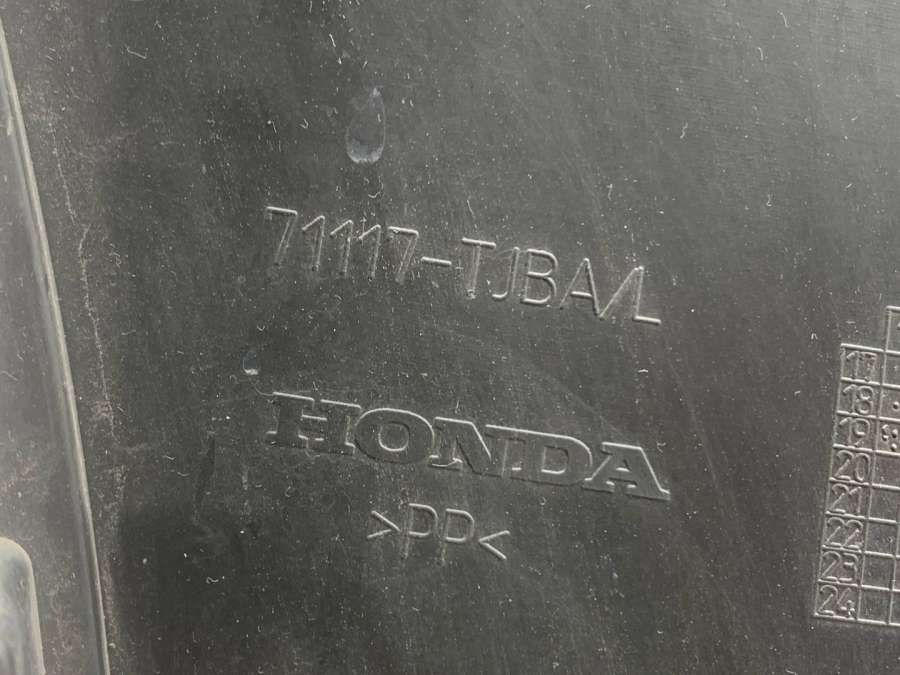 71117-TJBA/L
HONDA
>PP<
17
18
19
20
21
22
23
24